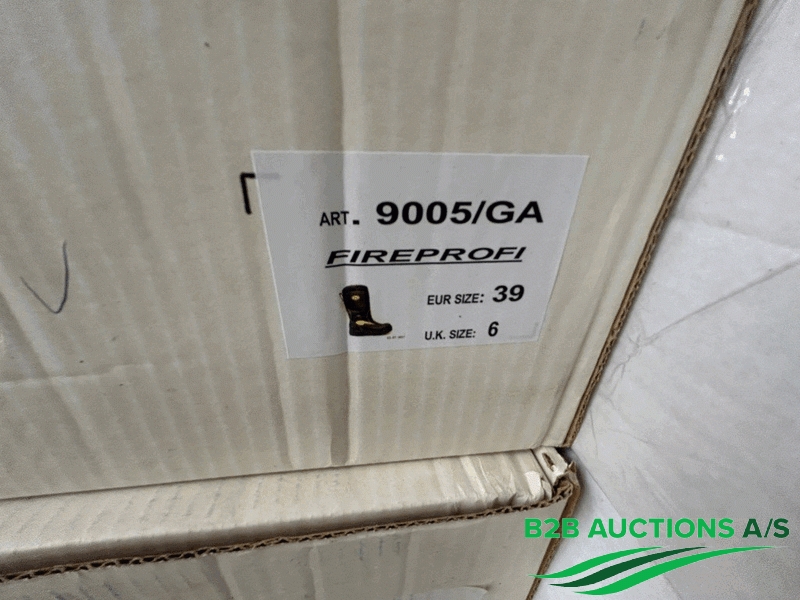 ART. 9005/GA
FIREPROFI
EUR SIZE: 39
U.K. SIZE: 6
B2B AUCTIONS A/S